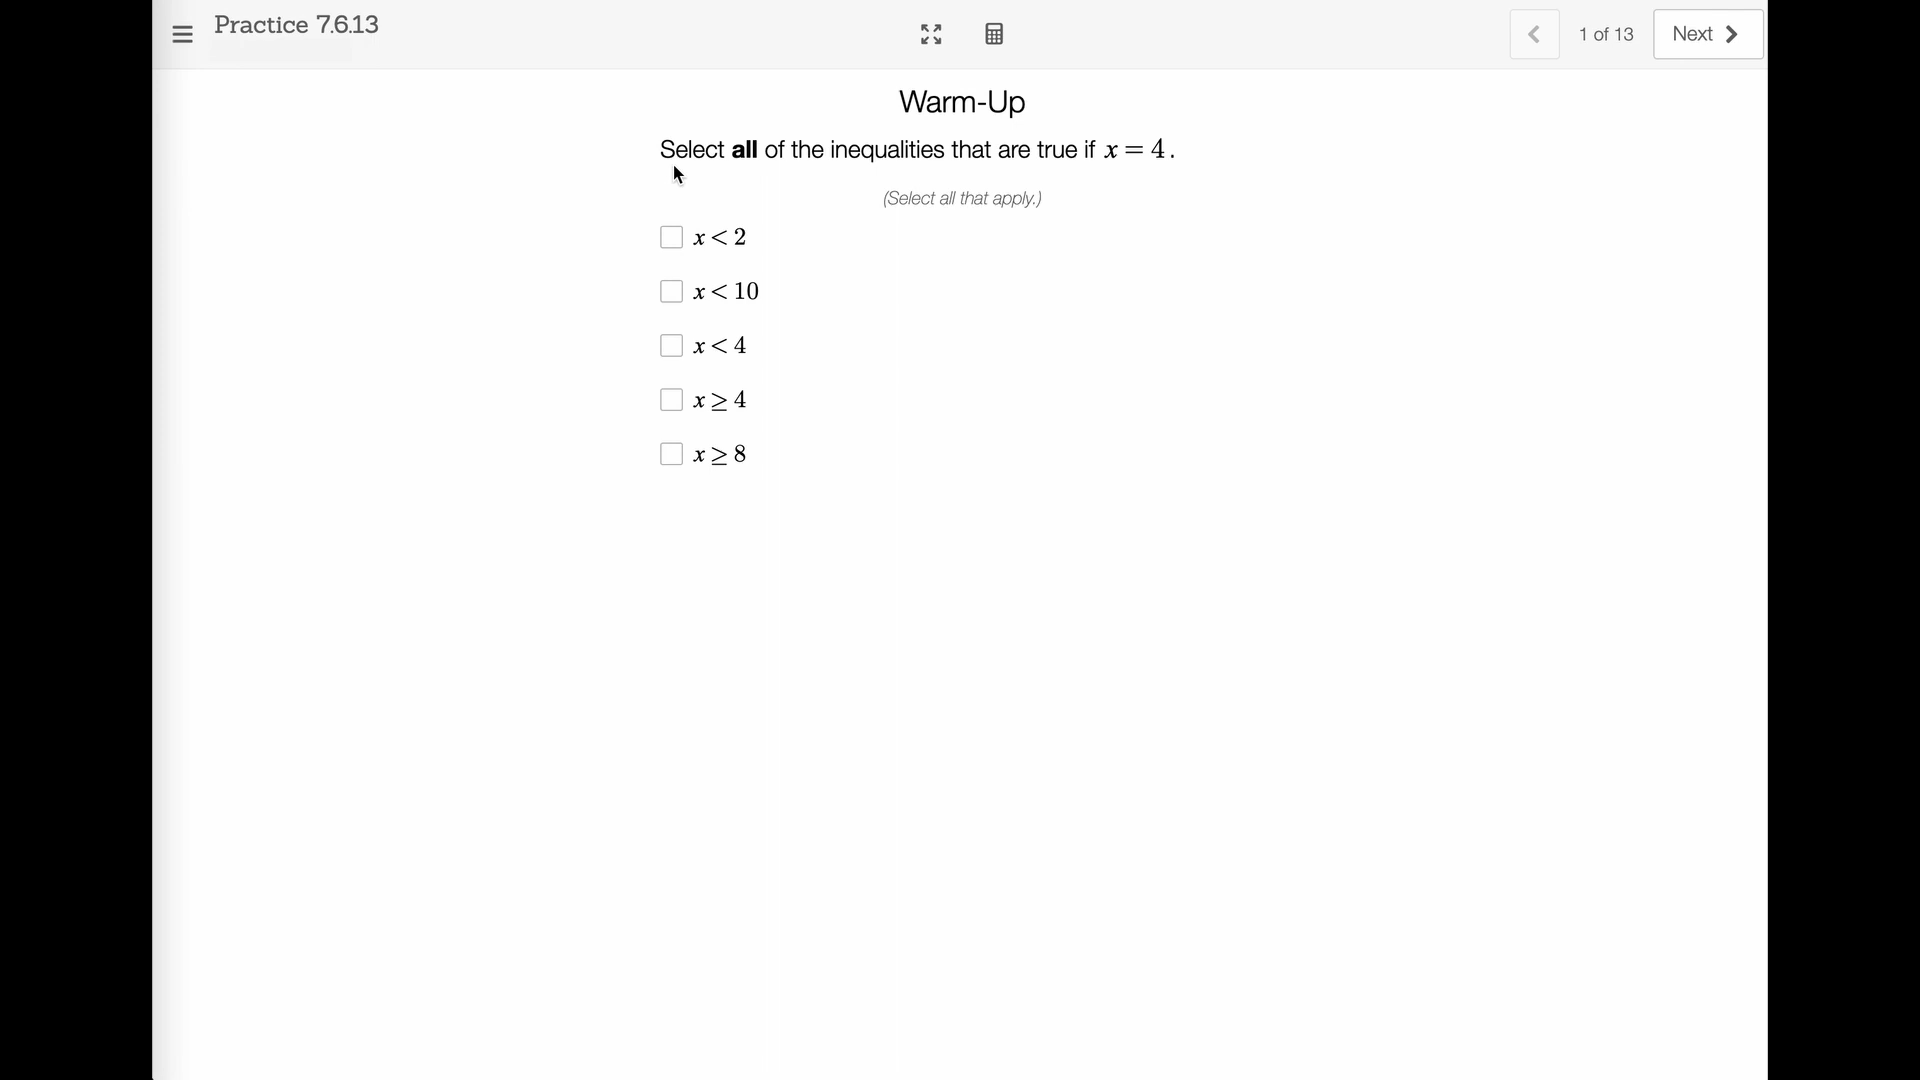 Practice 7.6.13
1 of 13
Next
Warm-Up
Select all of the inequalities that are true if x = 4.
(Select all that apply.)
x < 2
x < 10
x < 4
x ≥ 4
x ≥ 8